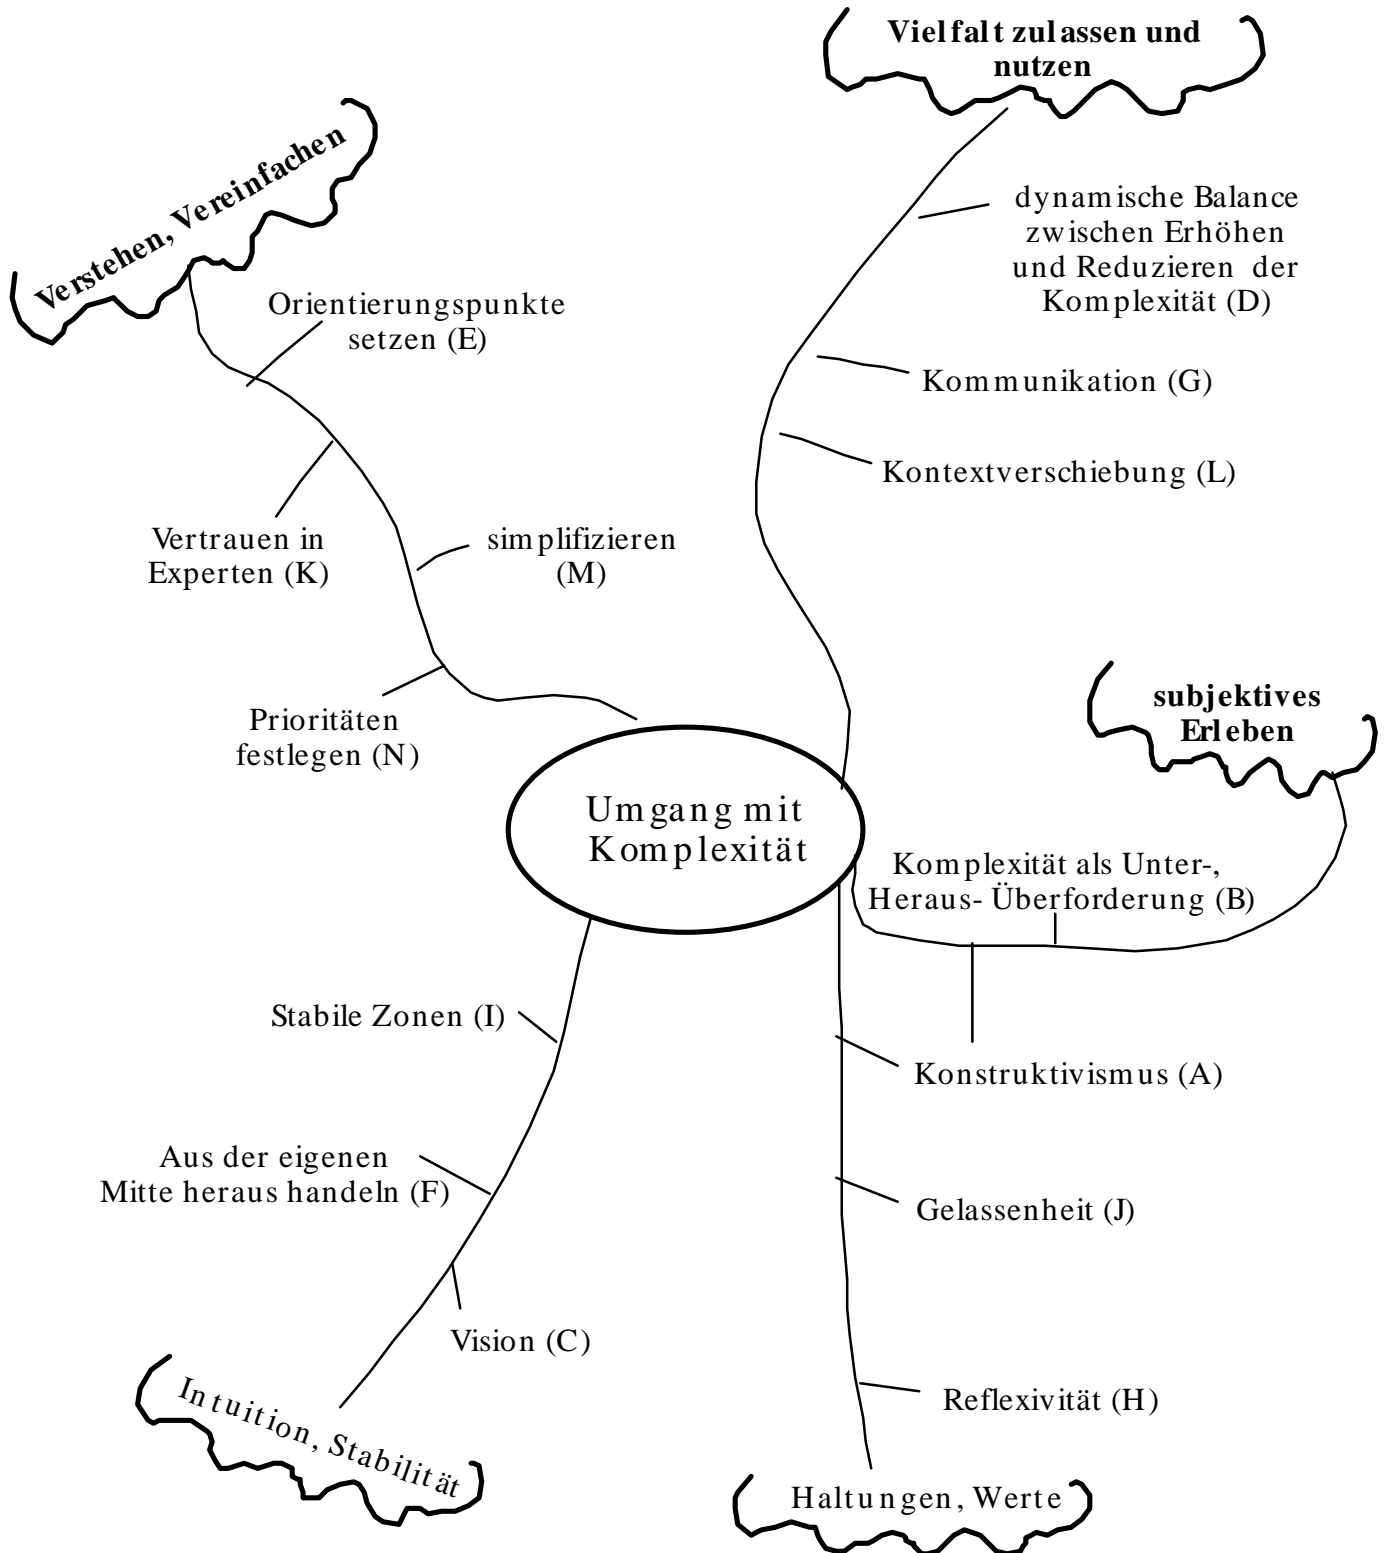 Vielfalt zulassen und
nutzen
Verstehen, Vereinfachen
dynamische Balance
zwischen Erhöhen
und Reduzieren der
Komplexität (D)
Orientierungspunkte
setzen (E)
Kommunikation (G)
Kontextverschiebung (L)
Vertrauen in
Experten (K)
simplifizieren
(M)
Prioritäten
festlegen (N)
subjektives
Erleben
Umgang mit
Komplexität
Komplexität als Unter-,
Heraus- Überforderung (B)
Stabile Zonen (I)
Konstruktivismus (A)
Aus der eigenen
Mitte heraus handeln (F)
Gelassenheit (J)
Vision (C)
Reflexivität (H)
Intuition, Stabilität
Haltungen, Werte